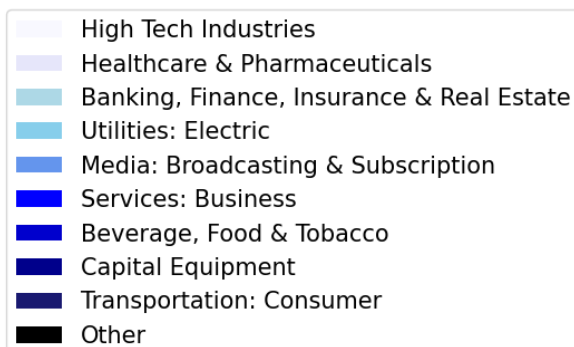 High Tech Industries
Healthcare & Pharmaceuticals
Banking, Finance, Insurance & Real Estate
Utilities: Electric
Media: Broadcasting & Subscription
Services: Business
Beverage, Food & Tobacco
Capital Equipment
Transportation: Consumer
Other